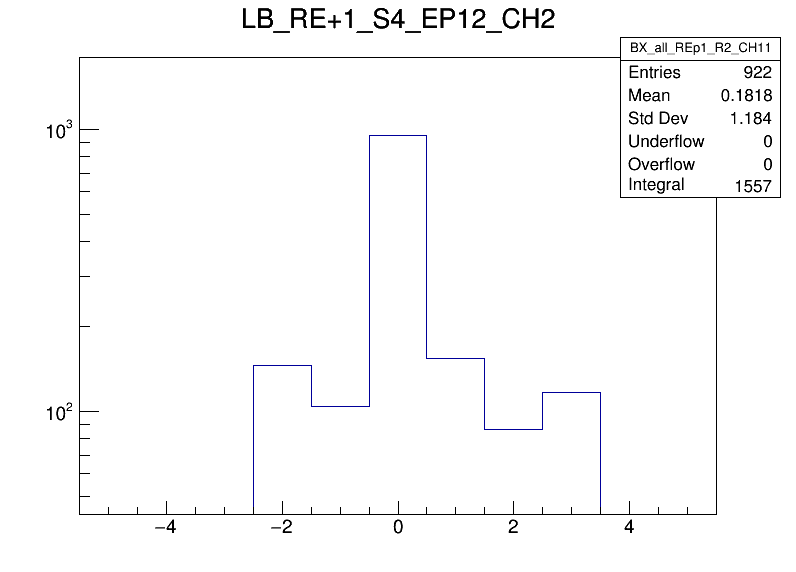 LB_RE+1_S4_EP12_CH2
BX_all_REp1_R2_CH11
Entries 922
Mean 0.1818
Std Dev 1.184
Underflow 0
Overflow 0
Integral 1557
10³
10²
−4 −2 0 2 4